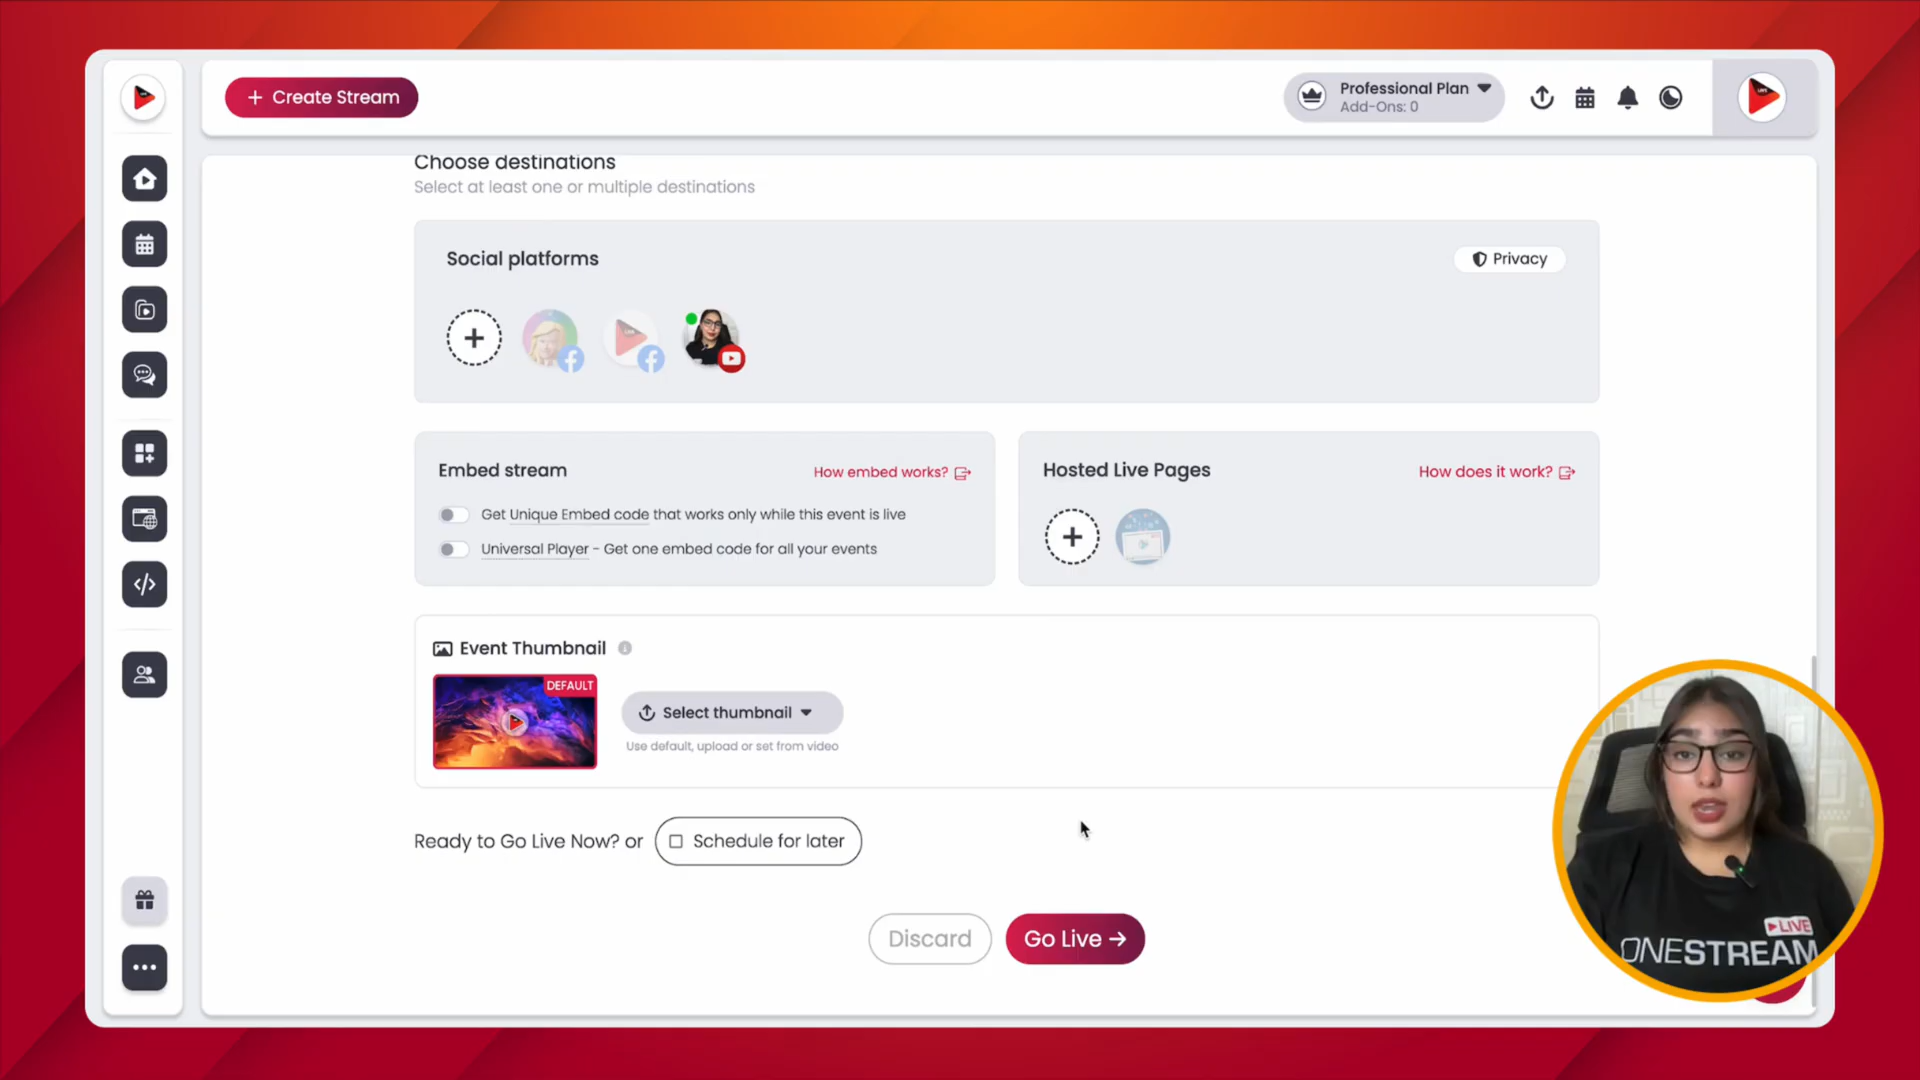 + Create Stream
Professional Plan
Add-Ons: 0
Choose destinations
Select at least one or multiple destinations
Social platforms
Privacy
Embed stream
How embed works?
Get Unique Embed code that works only while this event is live
Universal Player - Get one embed code for all your events
Hosted Live Pages
How does it work?
Event Thumbnail
DEFAULT
Select thumbnail
Use default, upload or set from video
Ready to Go Live Now? or
Schedule for later
Discard
Go Live →
LIVE
ONESTREAM